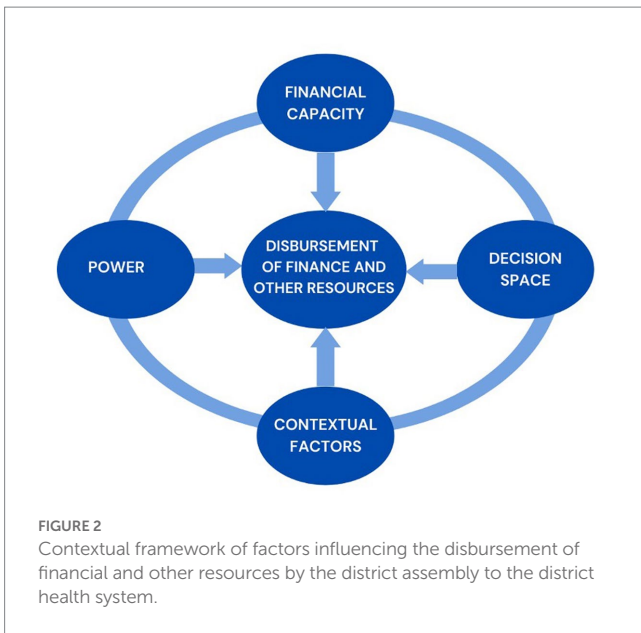 FINANCIAL
CAPACITY
POWER
DISBURSEMENT
OF FINANCE AND
OTHER RESOURCES
DECISION
SPACE
CONTEXTUAL
FACTORS
FIGURE 2
Contextual framework of factors influencing the disbursement of
financial and other resources by the district assembly to the district
health system.